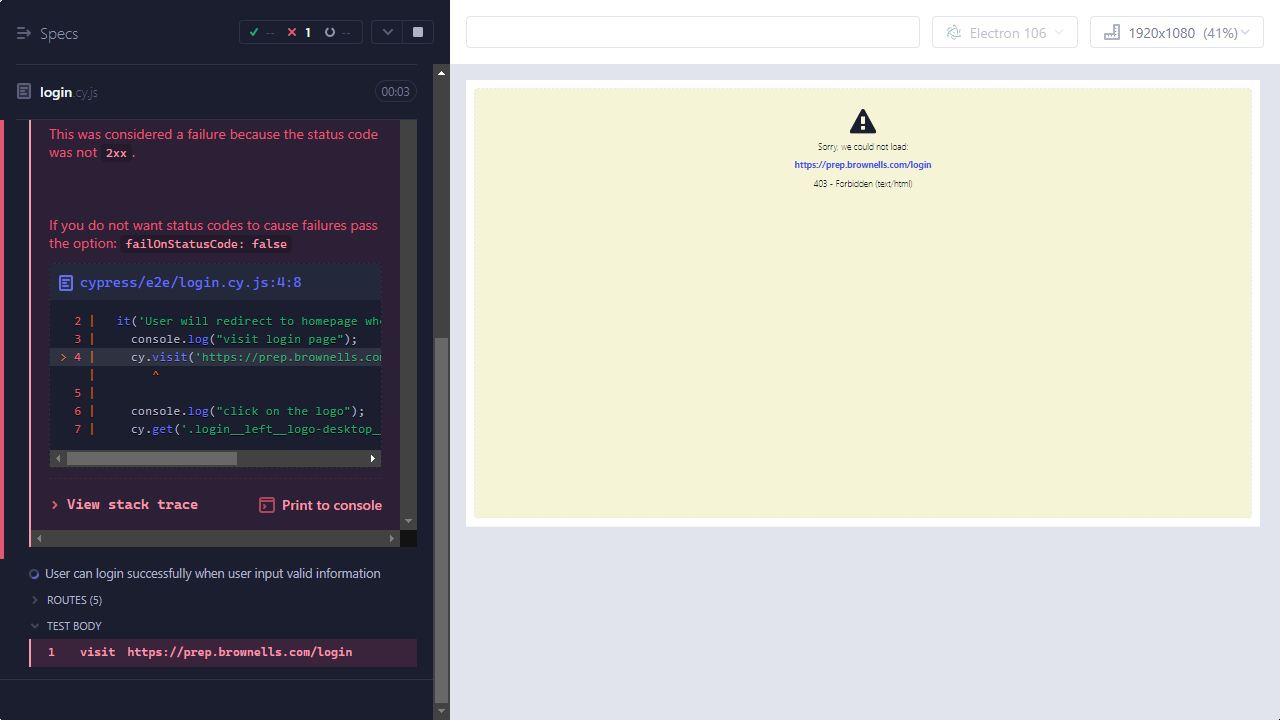 Specs
-- 1 --
login.cy.js
00:03
This was considered a failure because the status code
was not 2xx.
If you do not want status codes to cause failures pass
the option: failOnStatusCode: false
cypress/e2e/login.cy.js:4:8
2 | it('User will redirect to homepage whe
3 | console.log("visit login page");
> 4 | cy.visit('https://prep.brownells.com
| ^
5 |
6 | console.log("click on the logo");
7 | cy.get('.login__left__logo-desktop_
View stack trace
Print to console
User can login successfully when user input valid information
ROUTES (5)
TEST BODY
1 visit https://prep.brownells.com/login
Electron 106
1920x1080 (41%)
Sorry, we could not load:
https://prep.brownells.com/login
403 - Forbidden (text/html)